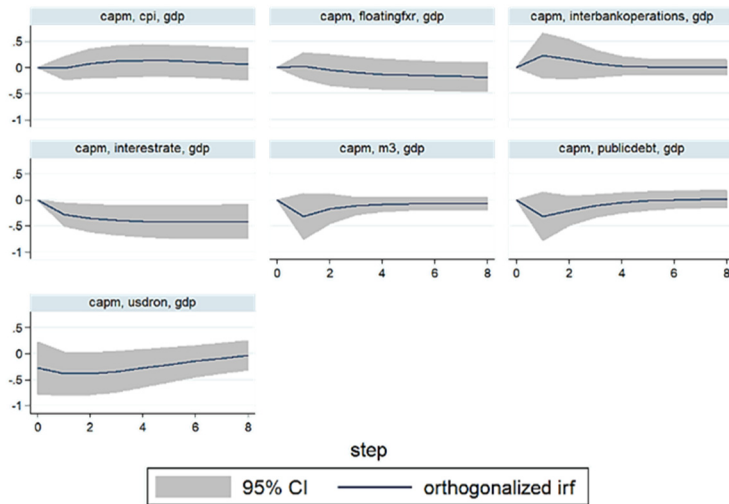 capm, cpi, gdp capm, floatingfxr, gdp capm, interbankoperations, gdp
.5
0
-.5
-1
capm, interestrate, gdp capm, m3, gdp capm, publicdebt, gdp
.5
0
-.5
-1
0 2 4 6 8 0 2 4 6 8
capm, usdron, gdp
.5
0
-.5
-1
0 2 4 6 8
step
95% CI orthogonalized irf